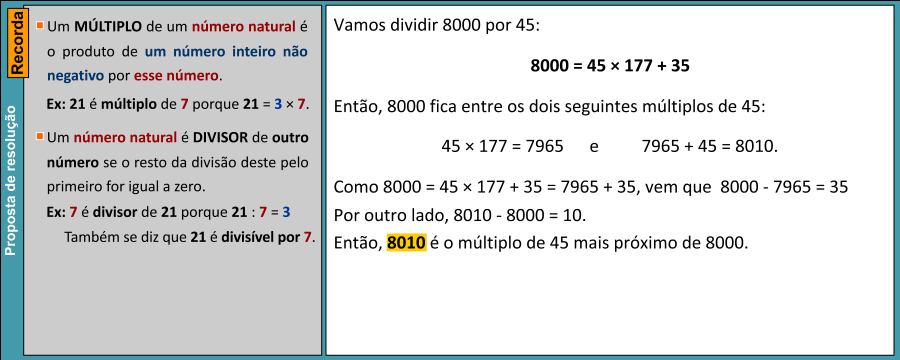 Recorda
Proposta de resolução
Um MÚLTIPLO de um número natural é
o produto de um número inteiro não
negativo por esse número.
Ex: 21 é múltiplo de 7 porque 21 = 3 × 7.
Um número natural é DIVISOR de outro
número se o resto da divisão deste pelo
primeiro for igual a zero.
Ex: 7 é divisor de 21 porque 21 : 7 = 3
Também se diz que 21 é divisível por 7.
Vamos dividir 8000 por 45:
8000 = 45 × 177 + 35
Então, 8000 fica entre os dois seguintes múltiplos de 45:
45 × 177 = 7965 e 7965 + 45 = 8010.
Como 8000 = 45 × 177 + 35 = 7965 + 35, vem que 8000 - 7965 = 35
Por outro lado, 8010 - 8000 = 10.
Então, 8010 é o múltiplo de 45 mais próximo de 8000.